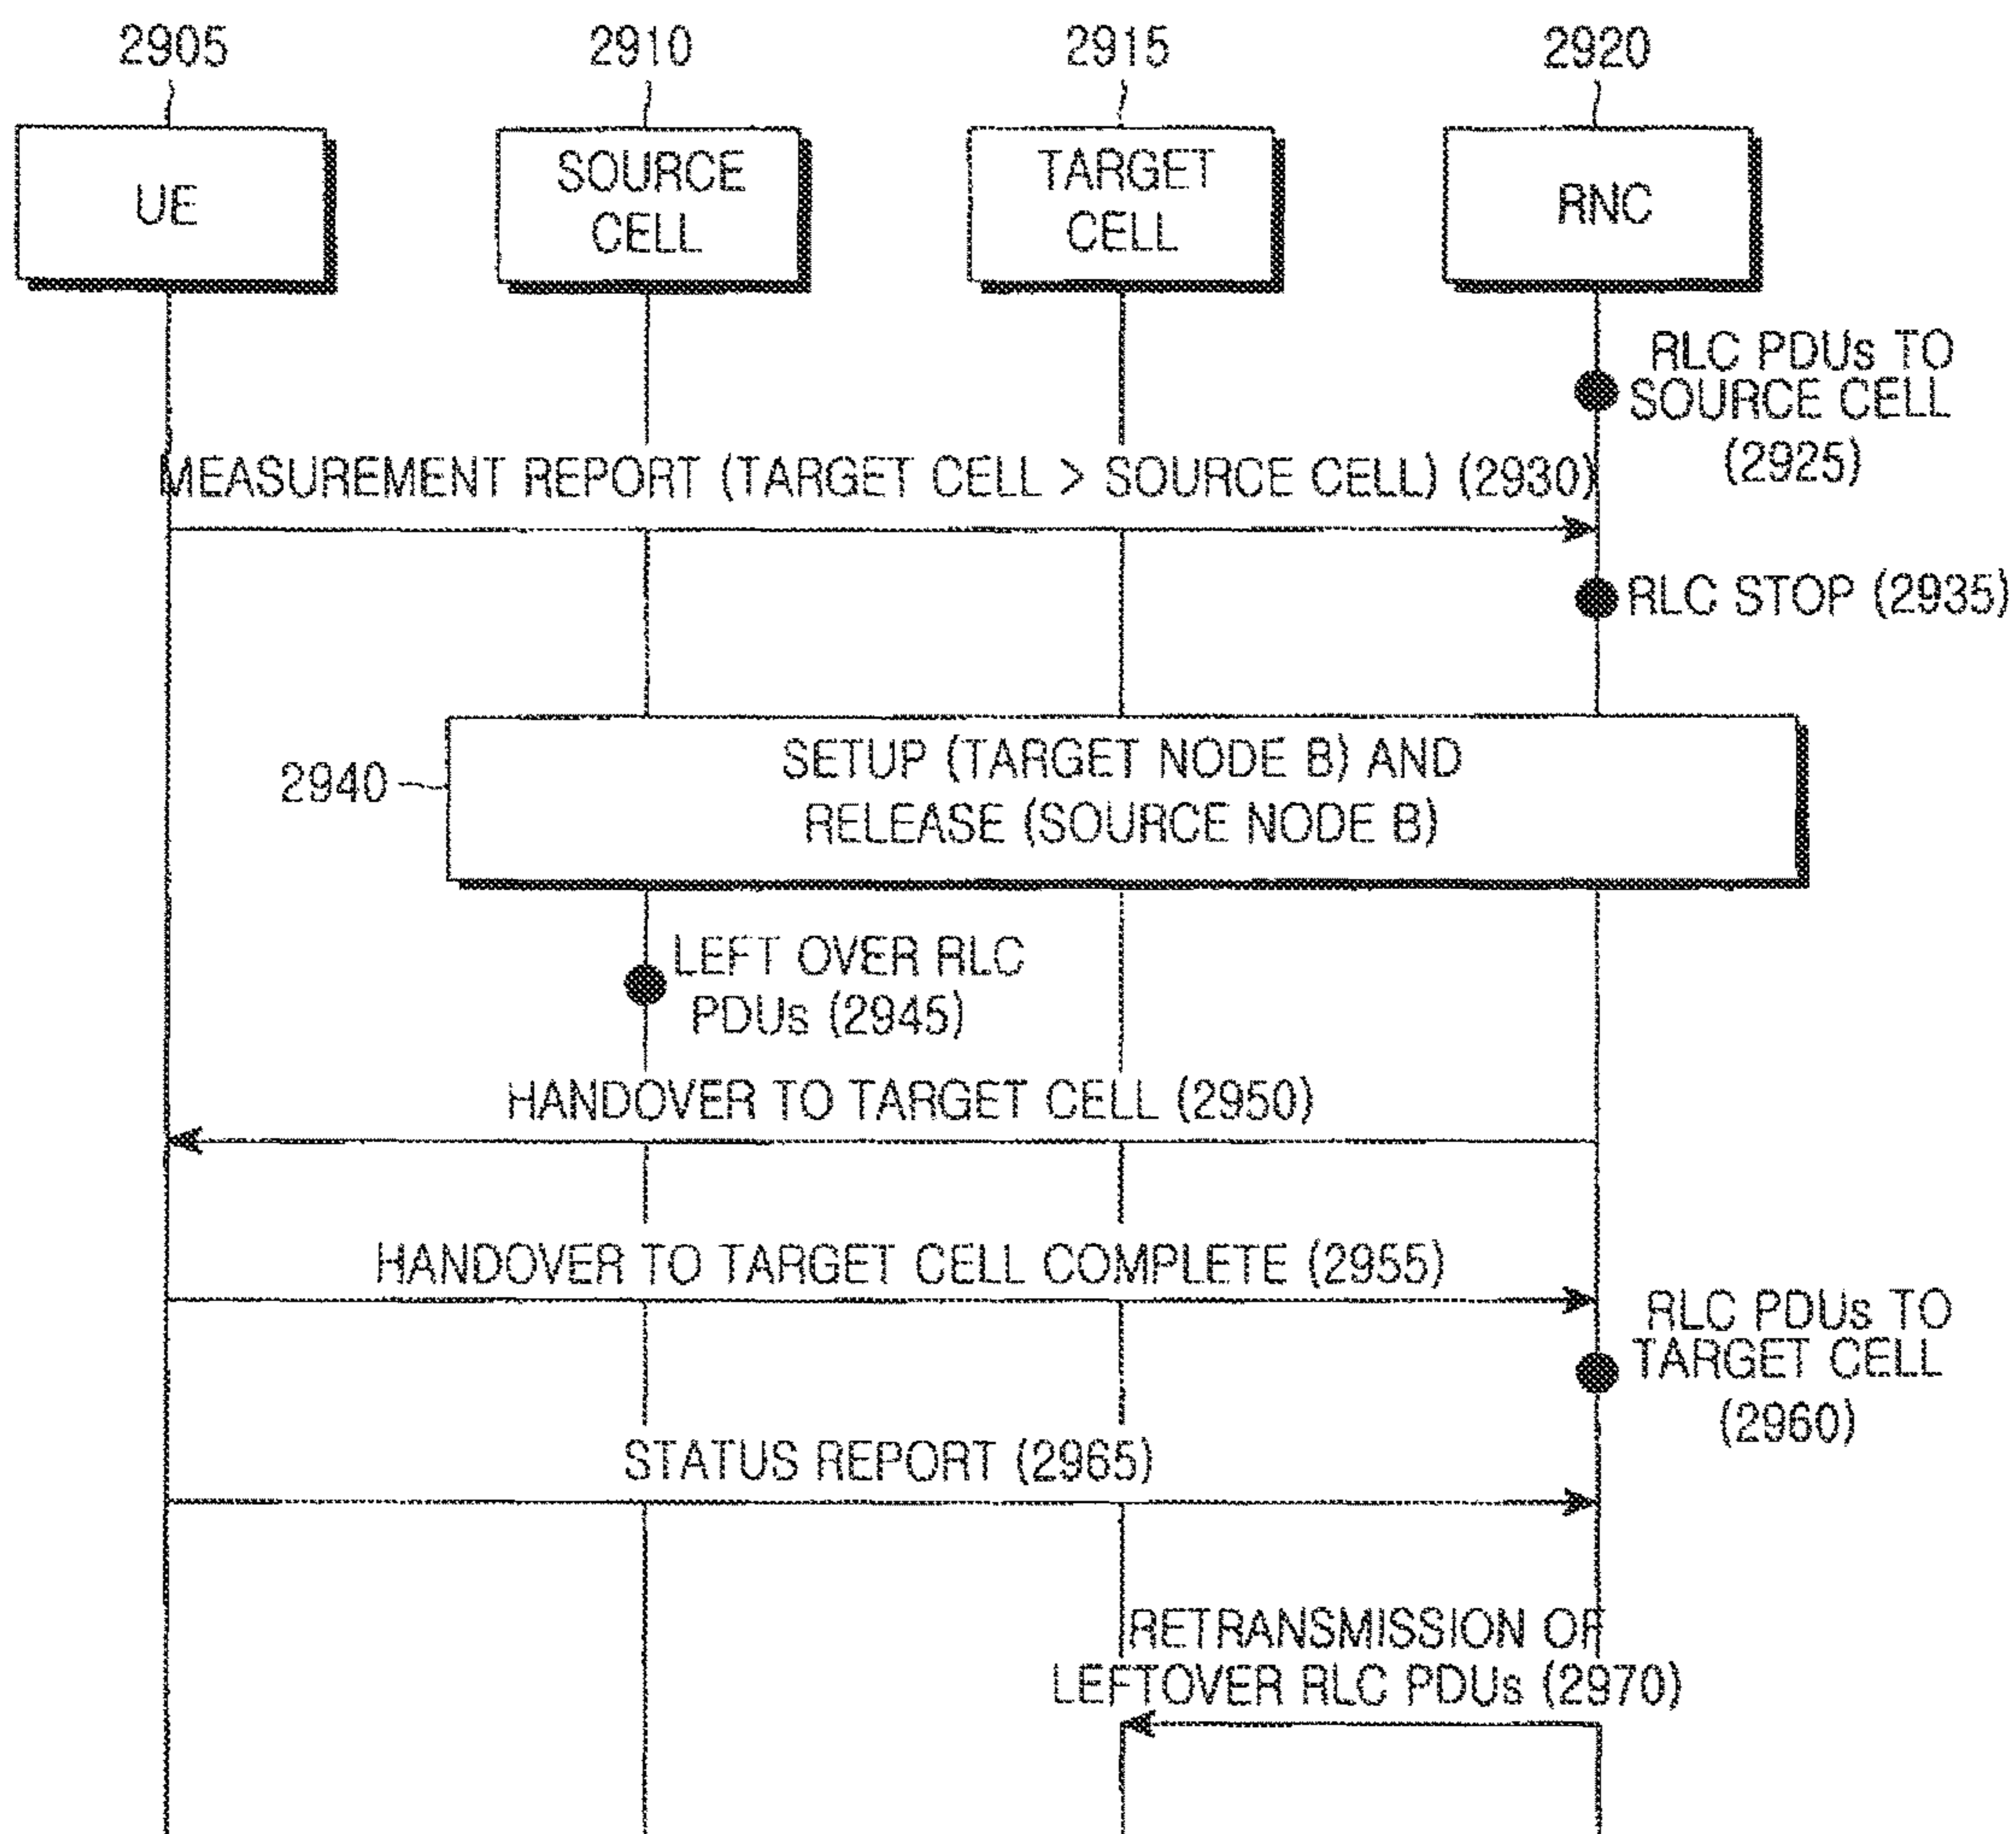 2905
2910
2915
2920
UE
SOURCE
CELL
TARGET
CELL
RNC
RLC PDUs TO
SOURCE CELL
(2925)
MEASUREMENT REPORT (TARGET CELL > SOURCE CELL) (2930)
RLC STOP (2935)
2940
SETUP (TARGET NODE B) AND
RELEASE (SOURCE NODE B)
LEFT OVER RLC
PDUs (2945)
HANDOVER TO TARGET CELL (2950)
HANDOVER TO TARGET CELL COMPLETE (2955)
RLC PDUs TO
TARGET CELL
(2960)
STATUS REPORT (2965)
RETRANSMISSION OF
LEFTOVER RLC PDUs (2970)